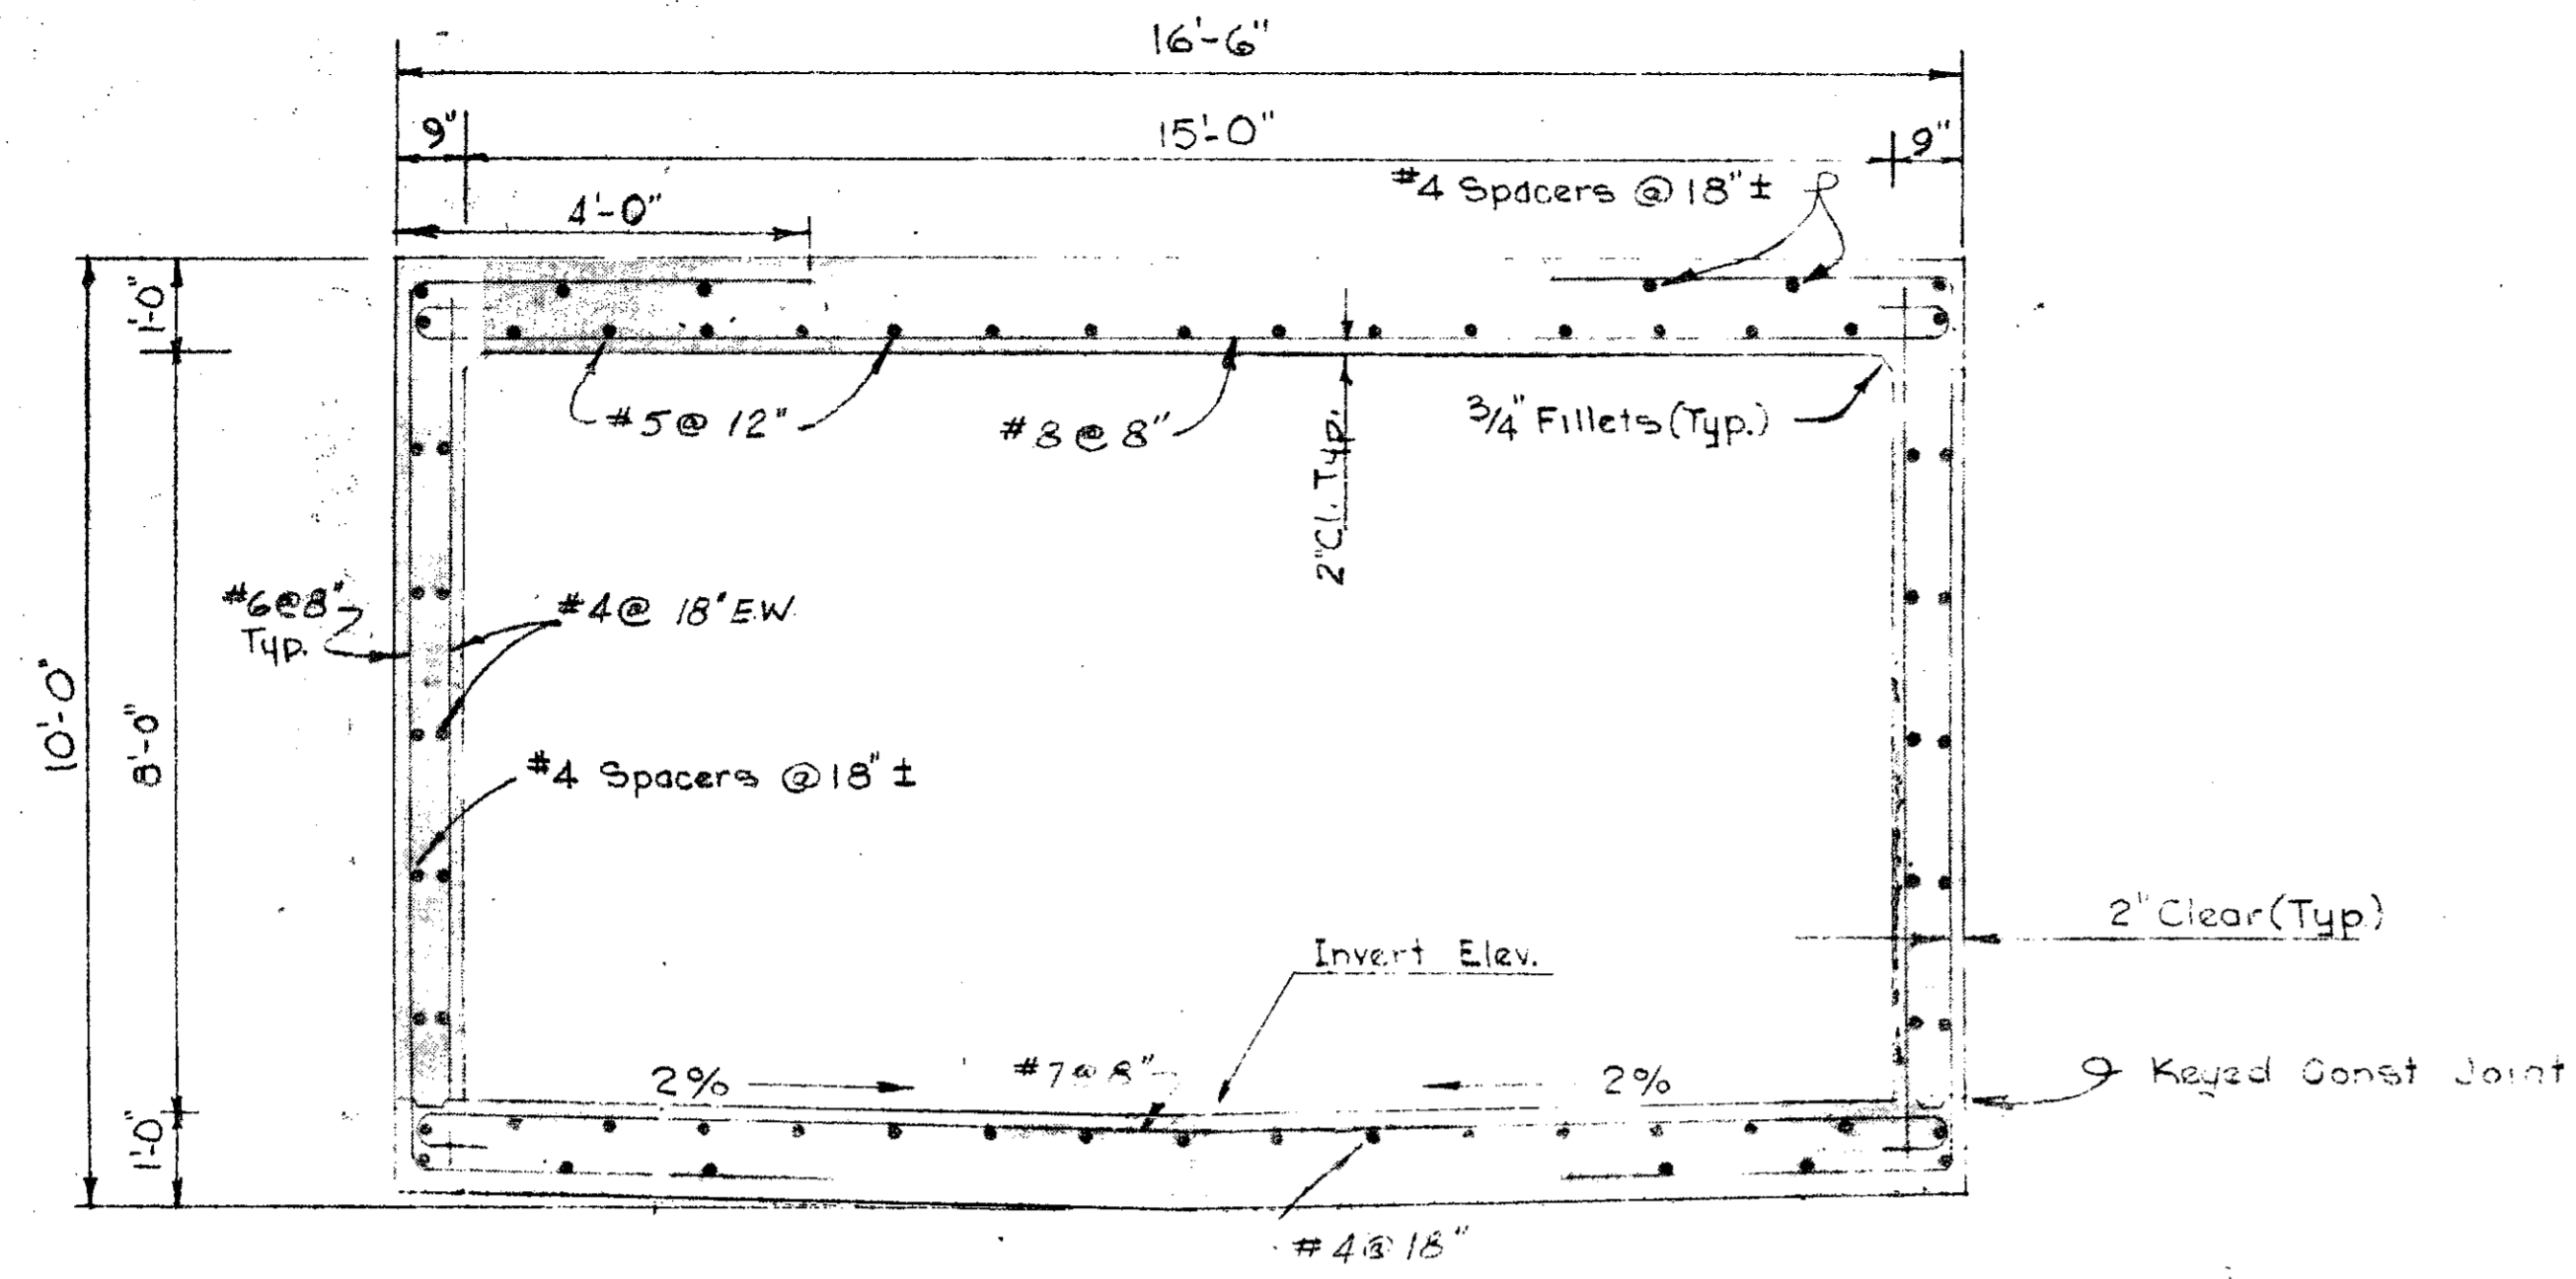 16'-6"
9"
15'-0"
9"
#4 Spacers @ 18" ±
4'-0"
1'-0"
#5 @ 12"
#8 @ 8"
3/4" Fillets (Typ.)
2" Cl. Typ.
#6 @ 8"
Typ.
#4 @ 18" E.W.
10'-0"
8'-0"
#4 Spacers @ 18" ±
2" Clear (Typ.)
Invert Elev.
2%
#7 @ 8"
2%
Keyed Const Joint
1'-0"
#4 @ 18"